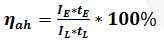 η_ah = (I_E * t_E) / (I_L * t_L) * 100%